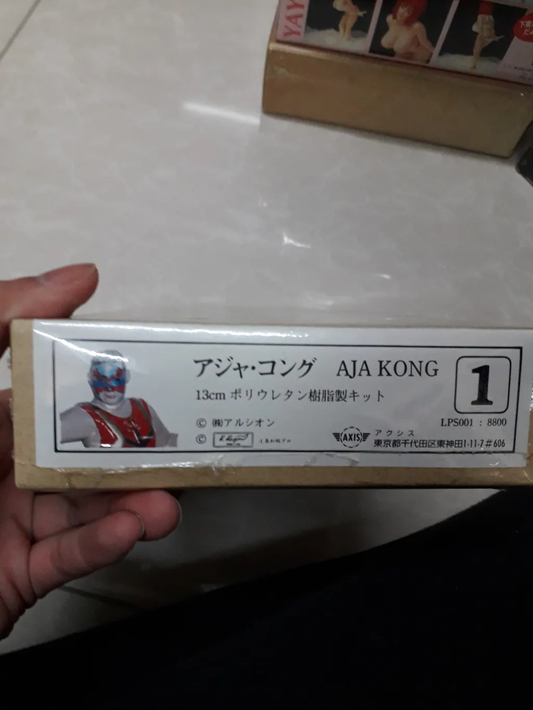 YAY
アジャ・コング AJA KONG
1
13cm ポリウレタン樹脂製キット
© ㈱アルシオン
LPS001 : 8800
©
AXIS アクシス
東京都千代田区東神田1-11-7＃606